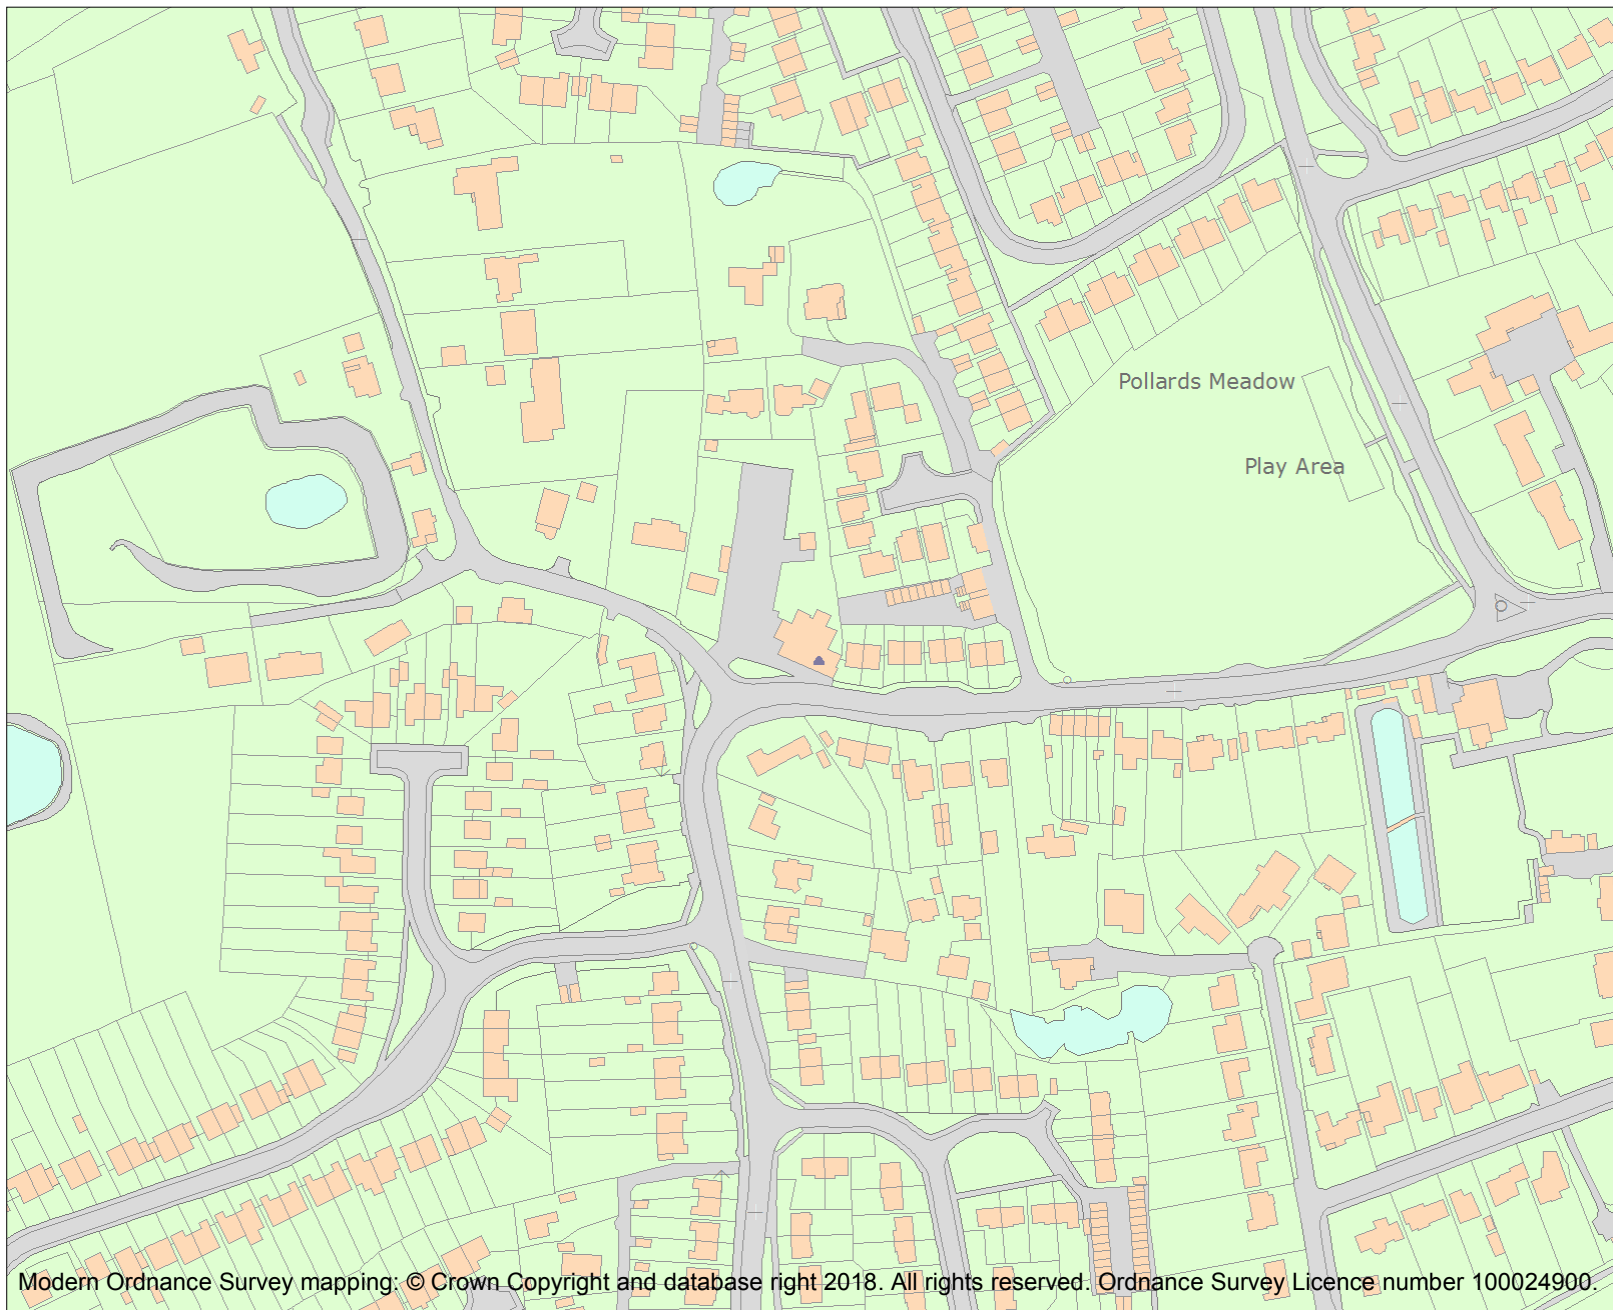 Pollards Meadow
Play Area
Modern Ordnance Survey mapping: © Crown Copyright and database right 2018. All rights reserved. Ordnance Survey Licence number 100024900.